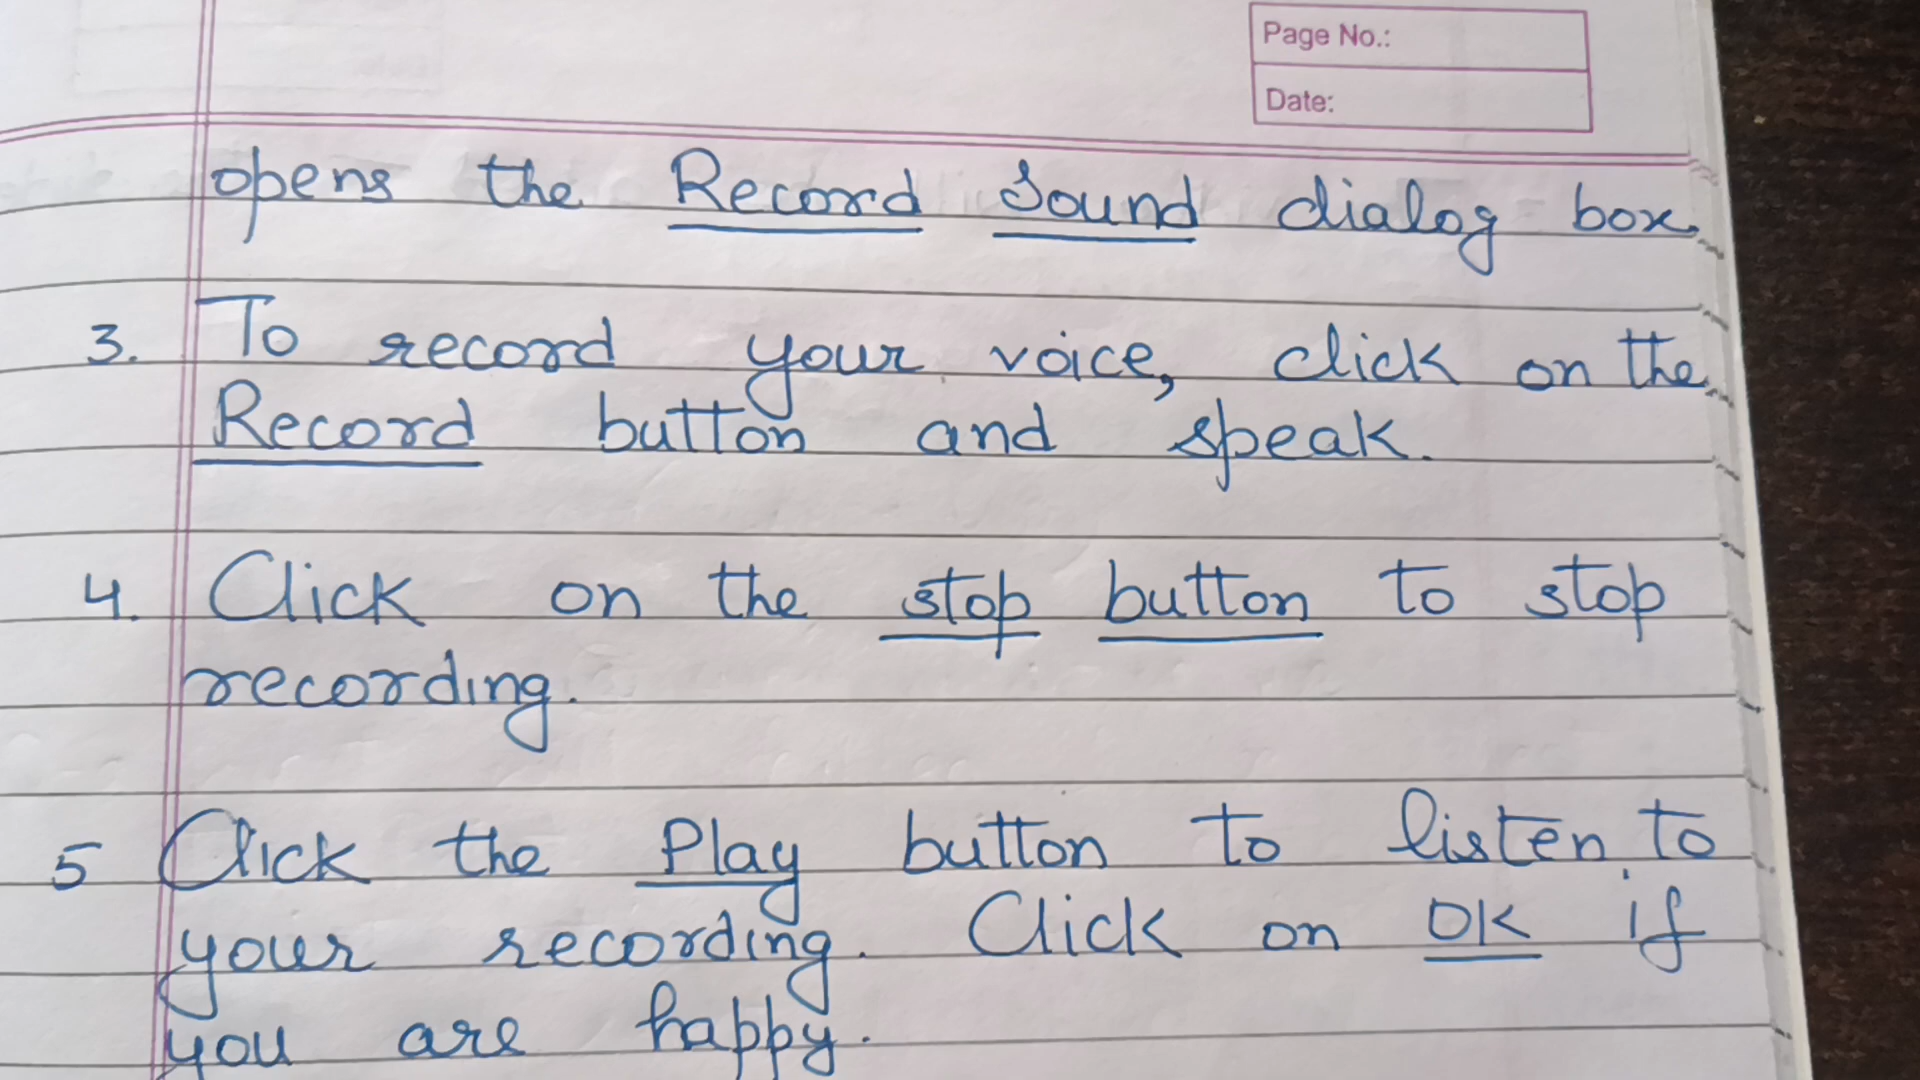 Page No.:
Date:
opens the Record Sound dialog box.
3. To record your voice, click on the
Record button and speak.
4. Click on the stop button to stop
recording.
5 Click the Play button to listen to
your recording. Click on OK if
you are happy.